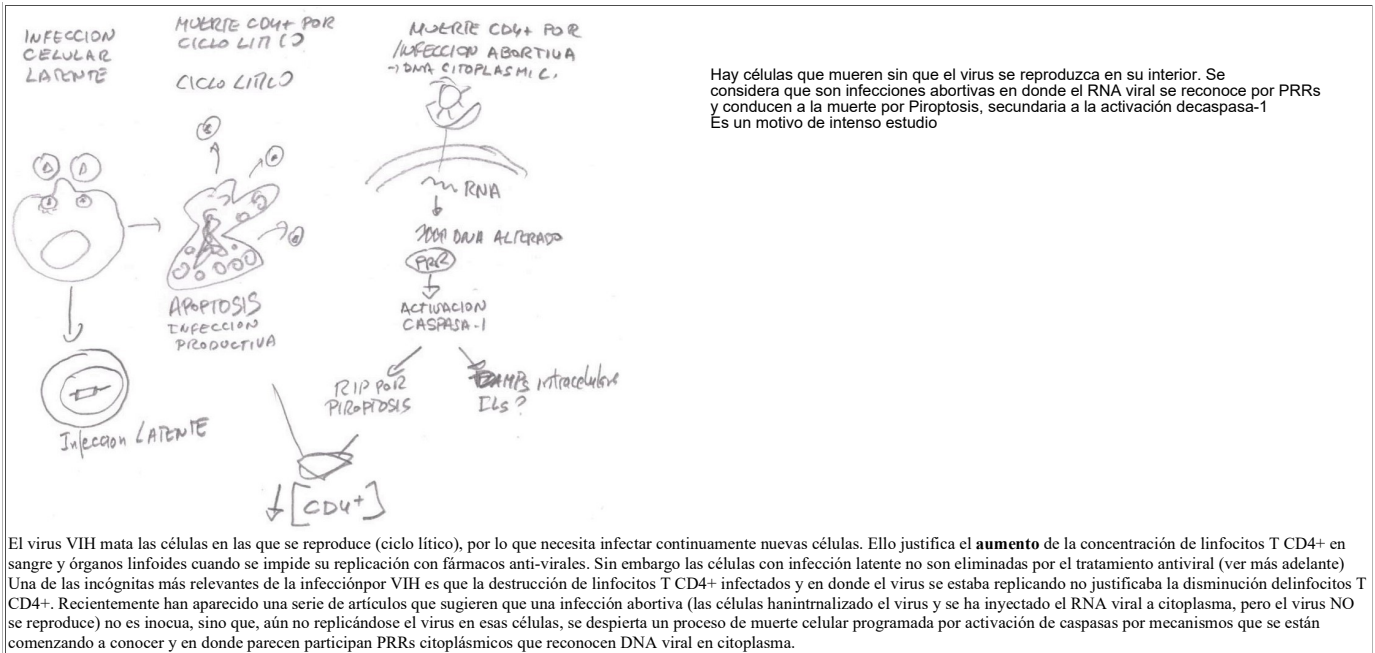 INFECCION
CELULAR
LATENTE
MUERTE CD4+ POR
CICLO LITICO
CICLO LITICO
MUERTE CD4+ POR
INFECCION ABORTIVA
→ DNA CITOPLASMIC.
RNA
DNA ALTERADO
PRR
ACTIVACION
CASPASA-1
APOPTOSIS
INFECCION
PRODUCTIVA
RIP POR
PIROPTOSIS
DAMPs intracelulares
ILs?
Infeccion LATENTE
↓ [CD4+]
Hay células que mueren sin que el virus se reproduzca en su interior. Se
considera que son infecciones abortivas en donde el RNA viral se reconoce por PRRs
y conducen a la muerte por Piroptosis, secundaria a la activación decaspasa-1
Es un motivo de intenso estudio
El virus VIH mata las células en las que se reproduce (ciclo lítico), por lo que necesita infectar continuamente nuevas células. Ello justifica el aumento de la concentración de linfocitos T CD4+ en
sangre y órganos linfoides cuando se impide su replicación con fármacos anti-virales. Sin embargo las células con infección latente no son eliminadas por el tratamiento antiviral (ver más adelante)
Una de las incógnitas más relevantes de la infecciónpor VIH es que la destrucción de linfocitos T CD4+ infectados y en donde el virus se estaba replicando no justificaba la disminución delinfocitos T
CD4+. Recientemente han aparecido una serie de artículos que sugieren que una infección abortiva (las células hanintrnalizado el virus y se ha inyectado el RNA viral a citoplasma, pero el virus NO
se reproduce) no es inocua, sino que, aún no replicándose el virus en esas células, se despierta un proceso de muerte celular programada por activación de caspasas por mecanismos que se están
comenzando a conocer y en donde parecen participan PRRs citoplásmicos que reconocen DNA viral en citoplasma.